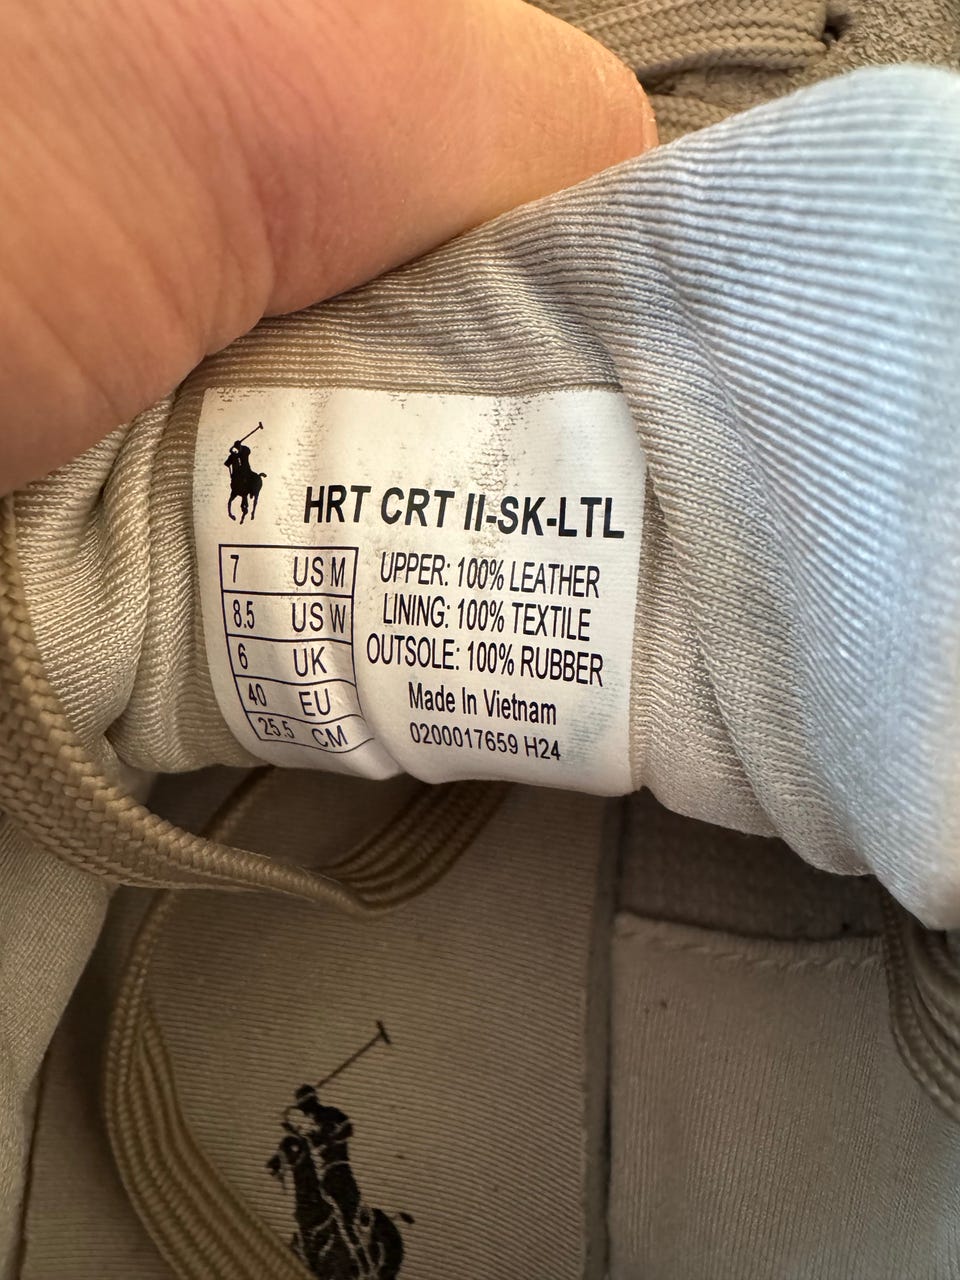 HRT CRT II-SK-LTL
7 US M
8.5 US W
6 UK
40 EU
25.5 CM
UPPER: 100% LEATHER
LINING: 100% TEXTILE
OUTSOLE: 100% RUBBER
Made In Vietnam
0200017659 H24